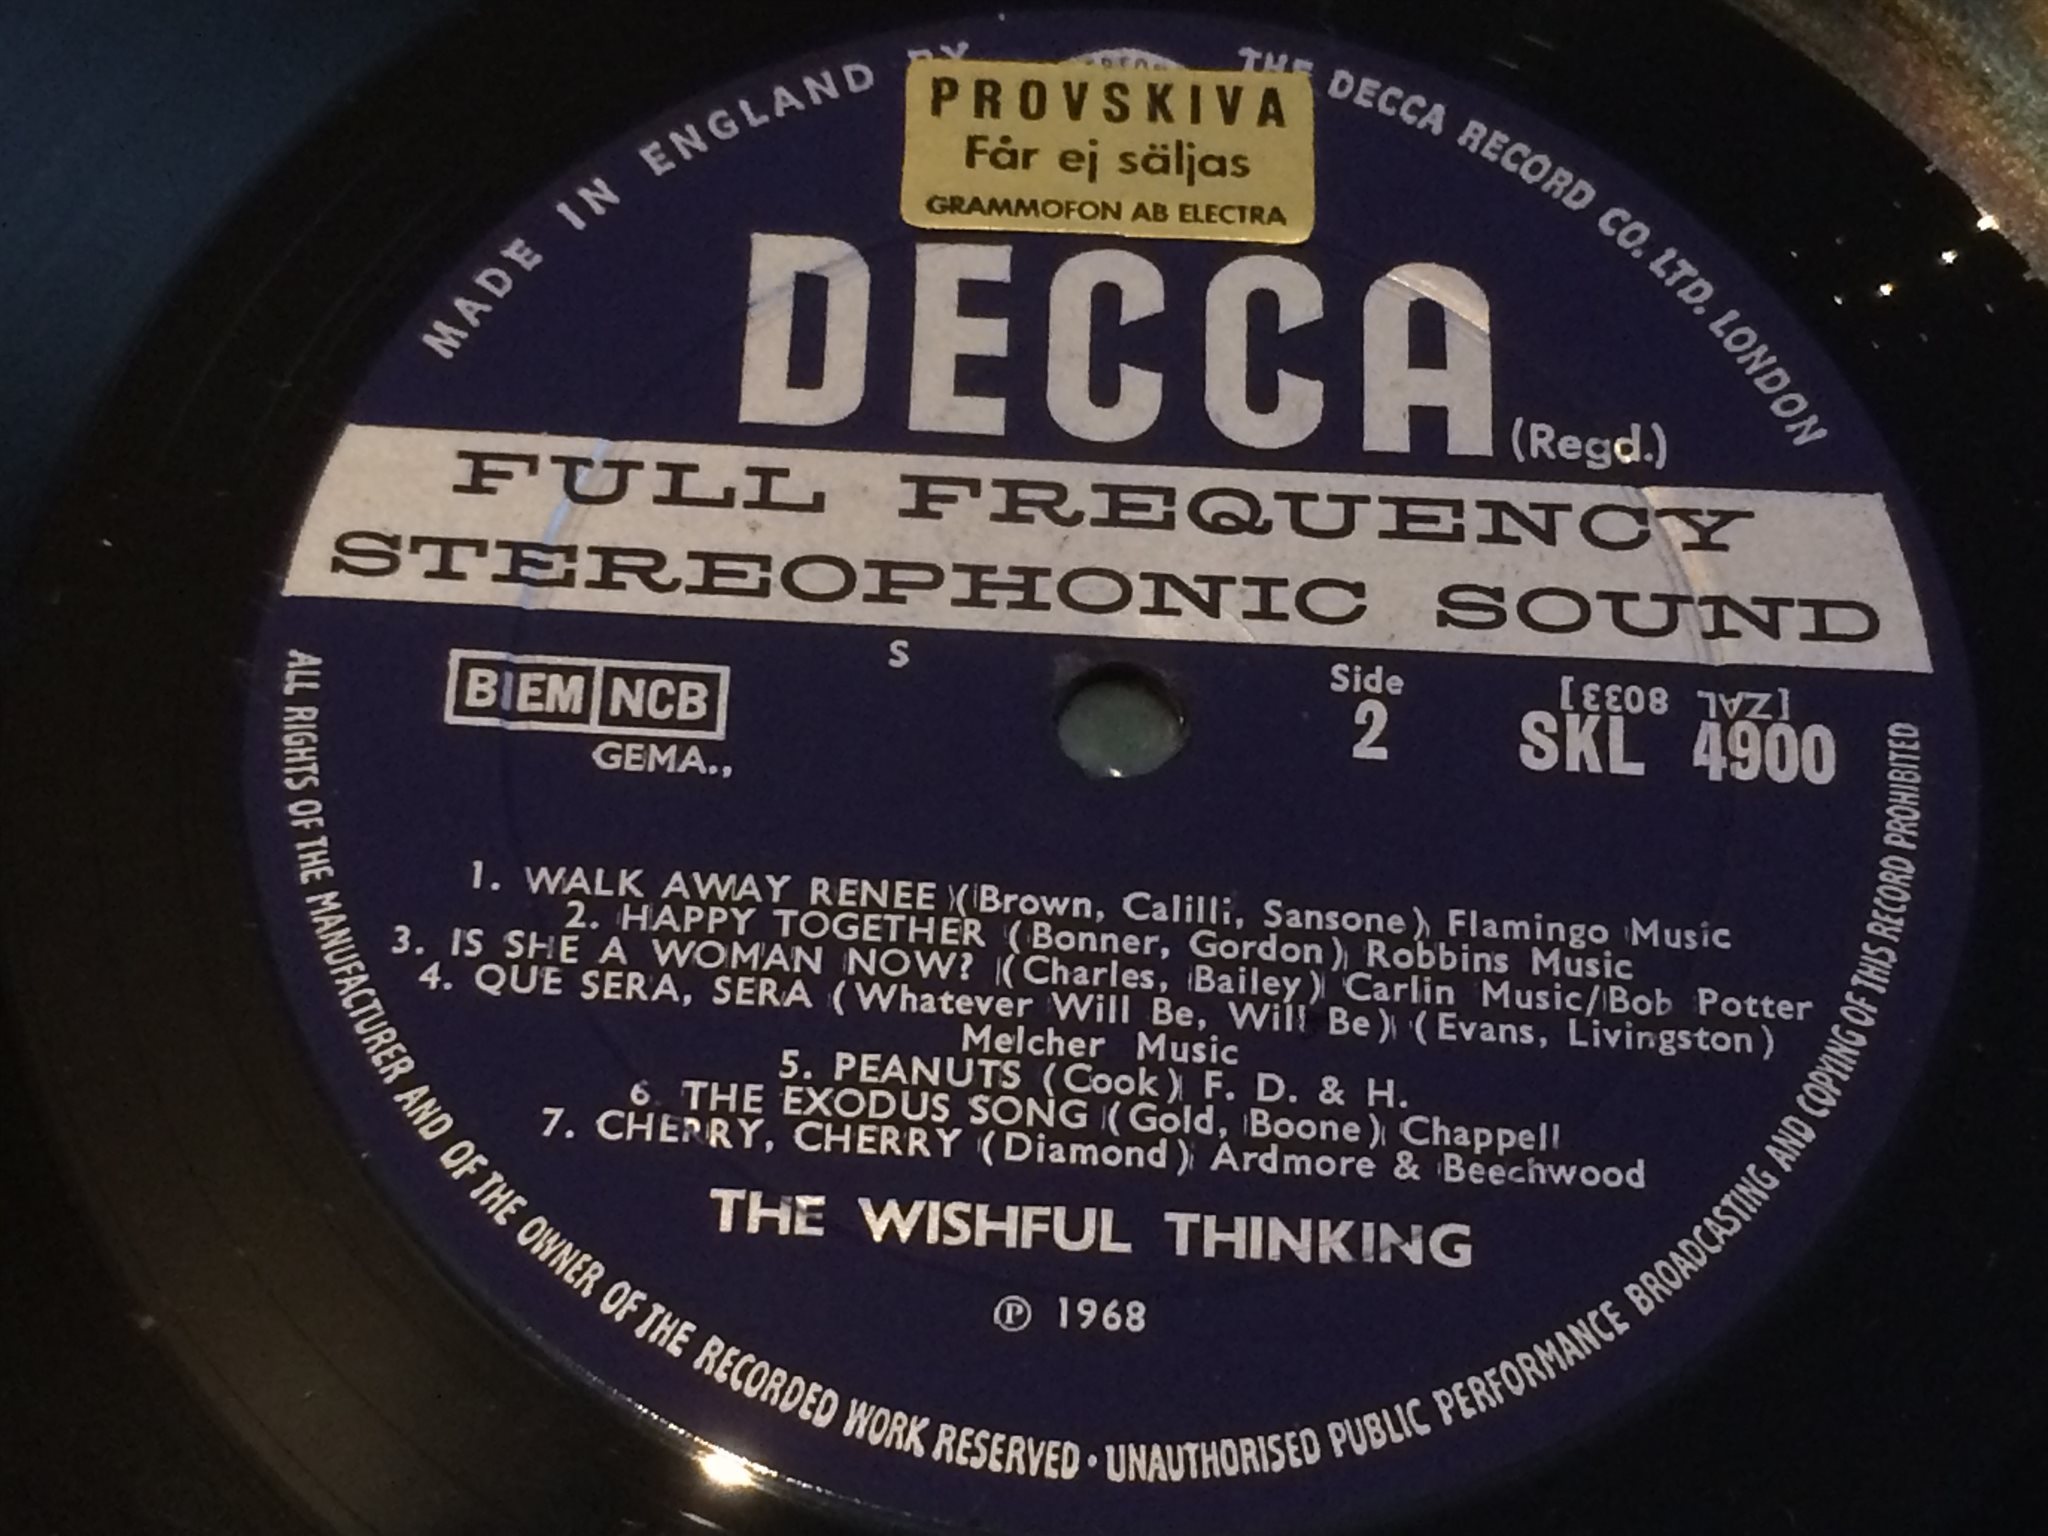 MADE IN ENGLAND BY
THE DECCA RECORD CO. LTD. LONDON
PROVSKIVA
Får ej säljas
GRAMMOFON AB ELECTRA
DECCA
(Regd.)
FULL FREQUENCY
STEREOPHONIC SOUND
S
BIEM NCB
GEMA.,
Side
2
[ZAL 8033]
SKL 4900
1. WALK AWAY RENEE (Brown, Calilli, Sansone) Flamingo Music
2. HAPPY TOGETHER (Bonner, Gordon) Robbins Music
3. IS SHE A WOMAN NOW? (Charles, Bailey) Carlin Music/Bob Potter
4. QUE SERA, SERA (Whatever Will Be, Will Be) (Evans, Livingston)
Melcher Music
5. PEANUTS (Cook) F. D. & H.
6. THE EXODUS SONG (Gold, Boone) Chappell
7. CHERRY, CHERRY (Diamond) Ardmore & Beechwood
THE WISHFUL THINKING
℗ 1968
ALL RIGHTS OF THE MANUFACTURER AND OF THE OWNER OF THE RECORDED WORK RESERVED · UNAUTHORISED PUBLIC PERFORMANCE BROADCASTING AND COPYING OF THIS RECORD PROHIBITED